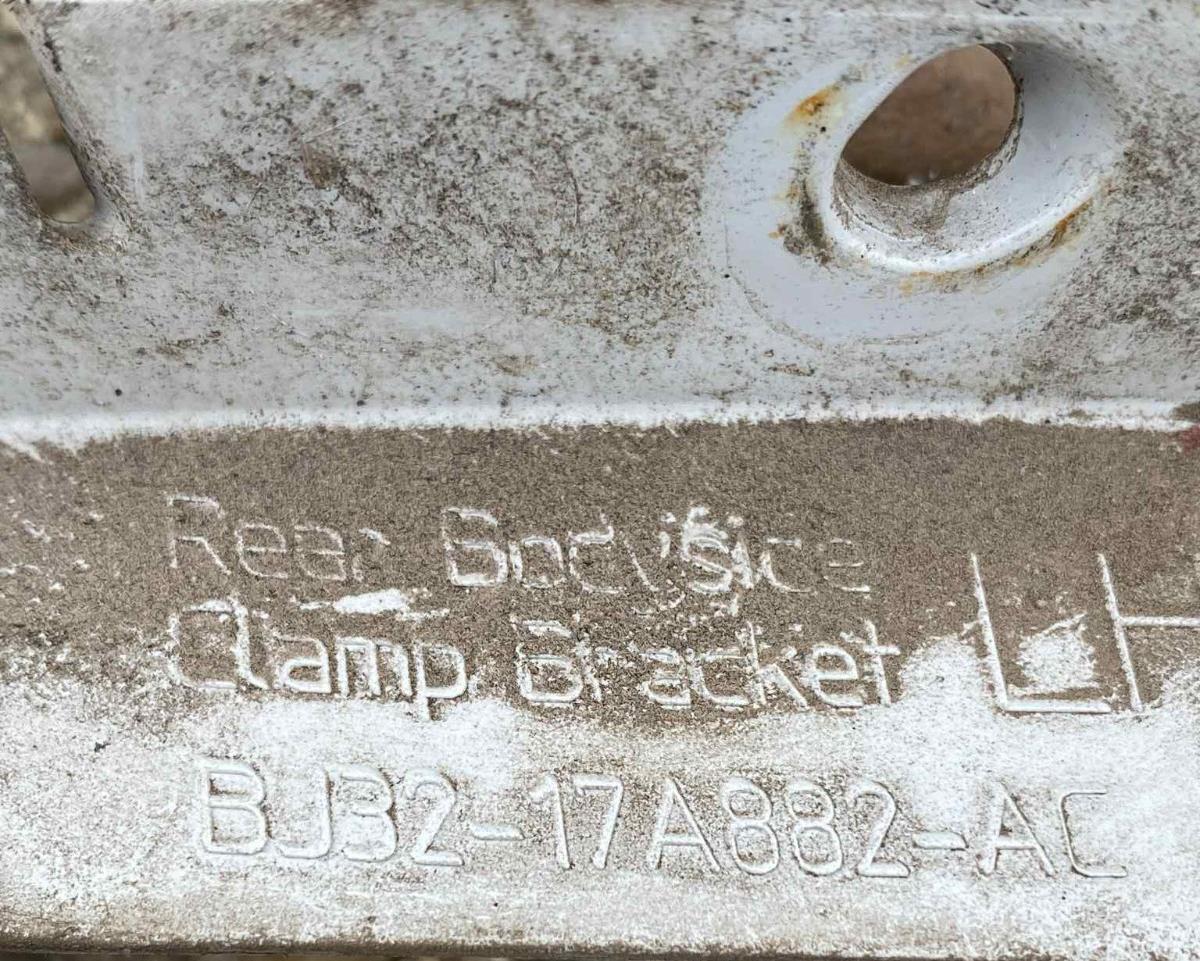 Rear Bodyside
Clamp Bracket LH
BJ32-17A882-AC